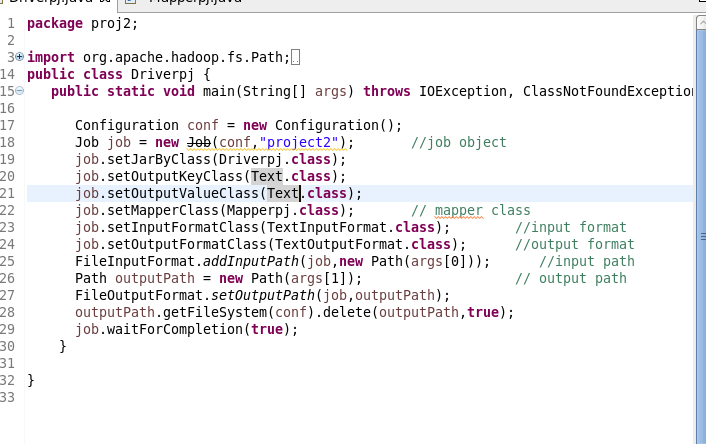 Driverpj.java Mapperpj.java
1 package proj2;
2
3 import org.apache.hadoop.fs.Path;
14 public class Driverpj {
15 public static void main(String[] args) throws IOException, ClassNotFoundException
16
17 Configuration conf = new Configuration();
18 Job job = new Job(conf,"project2"); //job object
19 job.setJarByClass(Driverpj.class);
20 job.setOutputKeyClass(Text.class);
21 job.setOutputValueClass(Text.class);
22 job.setMapperClass(Mapperpj.class); // mapper class
23 job.setInputFormatClass(TextInputFormat.class); //input format
24 job.setOutputFormatClass(TextOutputFormat.class); //output format
25 FileInputFormat.addInputPath(job,new Path(args[0])); //input path
26 Path outputPath = new Path(args[1]); // output path
27 FileOutputFormat.setOutputPath(job,outputPath);
28 outputPath.getFileSystem(conf).delete(outputPath,true);
29 job.waitForCompletion(true);
30 }
31
32 }
33